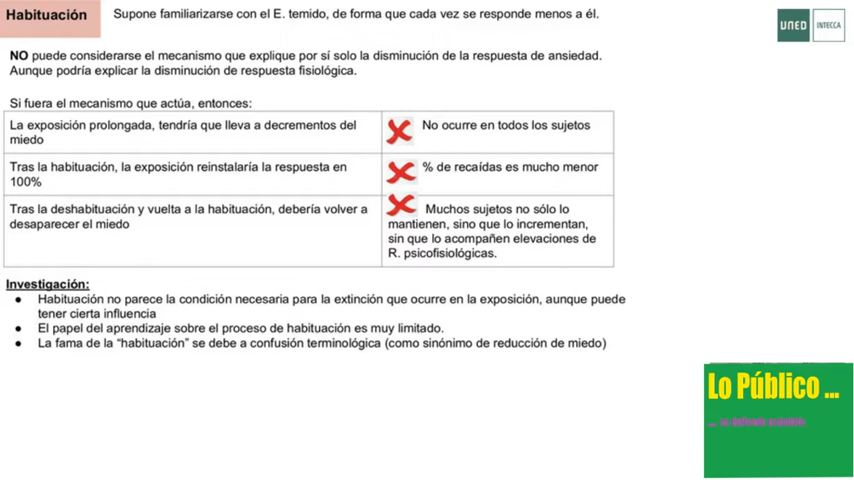 Habituación
Supone familiarizarse con el E. temido, de forma que cada vez se responde menos a él.
UNED
INTECCA
NO puede considerarse el mecanismo que explique por sí solo la disminución de la respuesta de ansiedad.
Aunque podría explicar la disminución de respuesta fisiológica.
Si fuera el mecanismo que actúa, entonces:
La exposición prolongada, tendría que lleva a decrementos del
miedo
No ocurre en todos los sujetos
Tras la habituación, la exposición reinstalaría la respuesta en
100%
% de recaídas es mucho menor
Tras la deshabituación y vuelta a la habituación, debería volver a
desaparecer el miedo
Muchos sujetos no sólo lo
mantienen, sino que lo incrementan,
sin que lo acompañen elevaciones de
R. psicofisiológicas.
Investigación:
● Habituación no parece la condición necesaria para la extinción que ocurre en la exposición, aunque puede
tener cierta influencia
● El papel del aprendizaje sobre el proceso de habituación es muy limitado.
● La fama de la “habituación” se debe a confusión terminológica (como sinónimo de reducción de miedo)
Lo Público ...